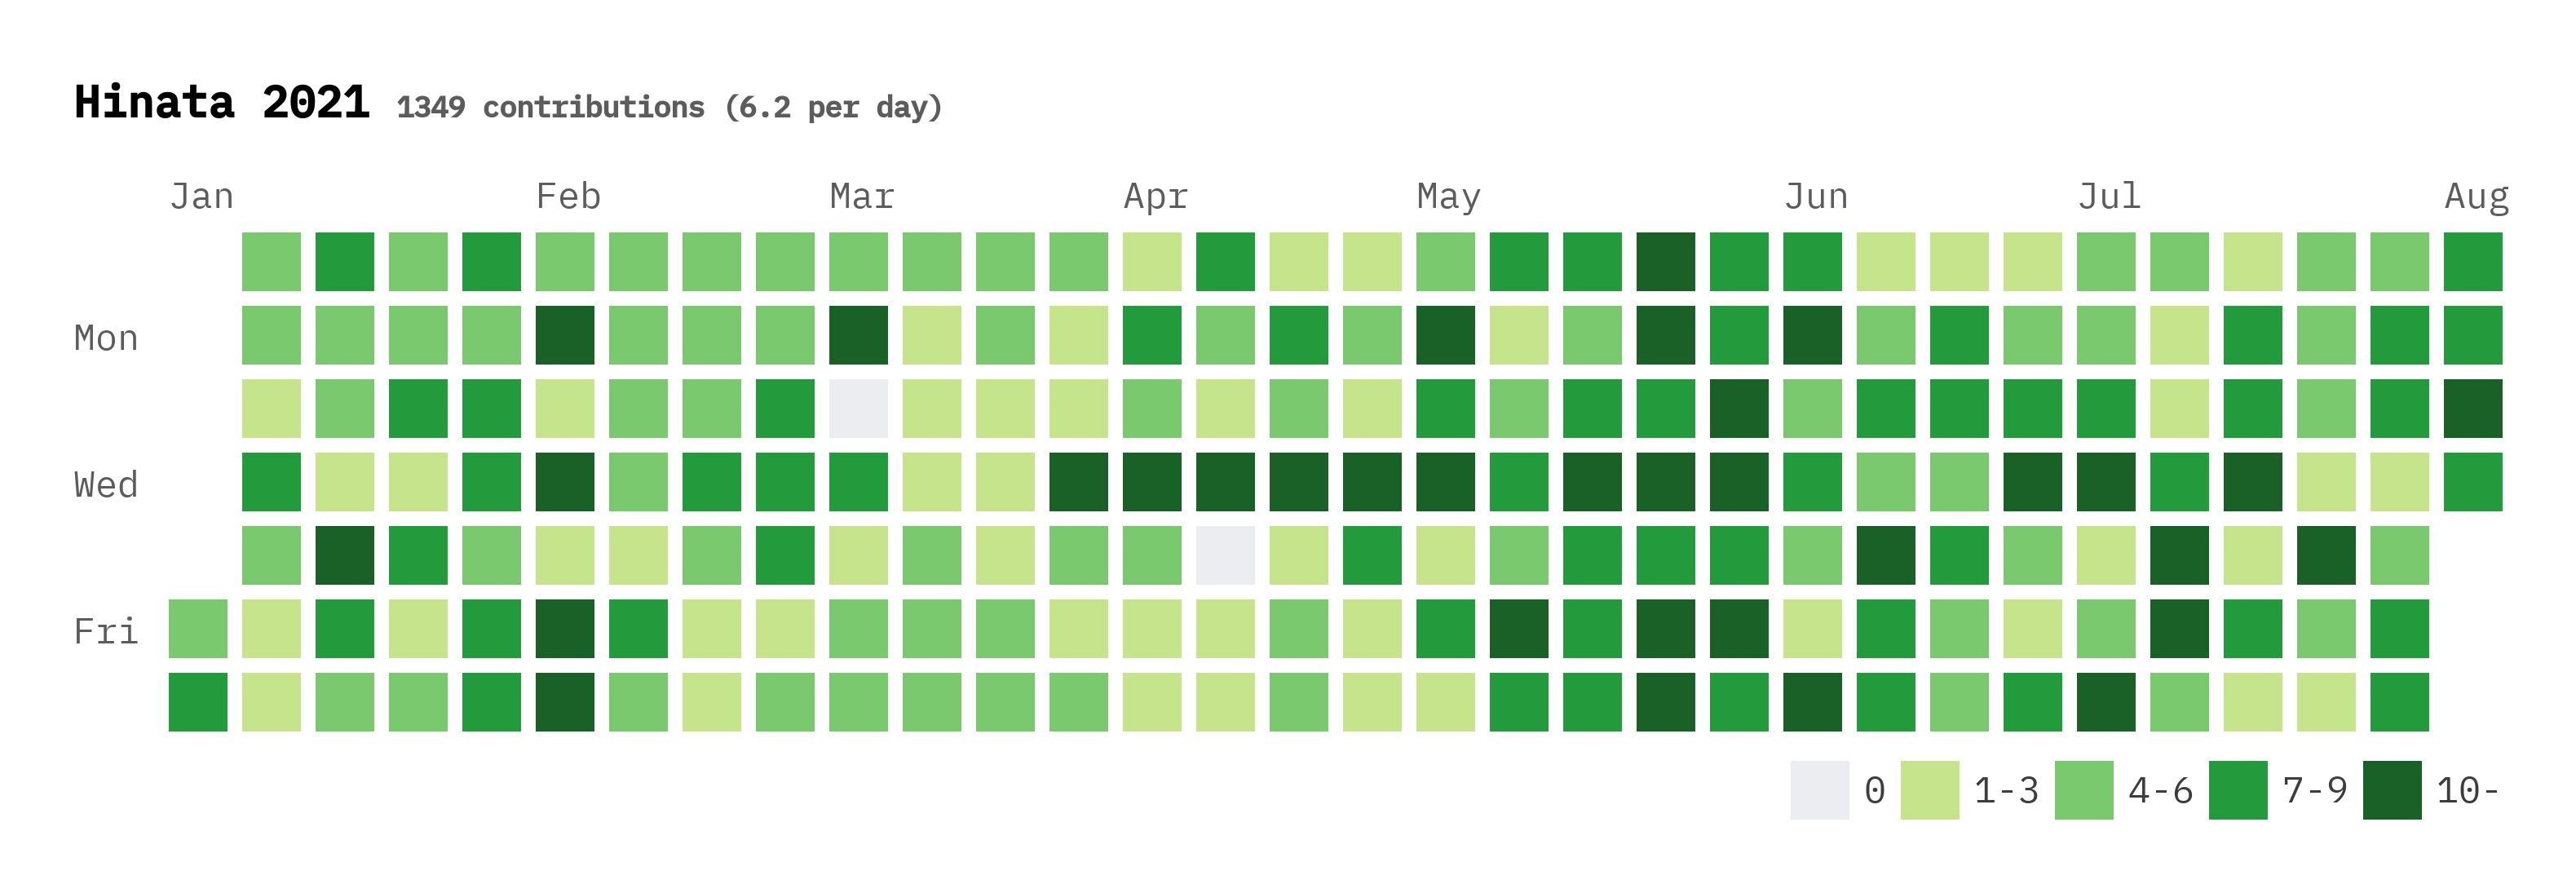 Hinata 2021 1349 contributions (6.2 per day)
Jan Feb Mar Apr May Jun Jul Aug
Mon
Wed
Fri
0 1-3 4-6 7-9 10-